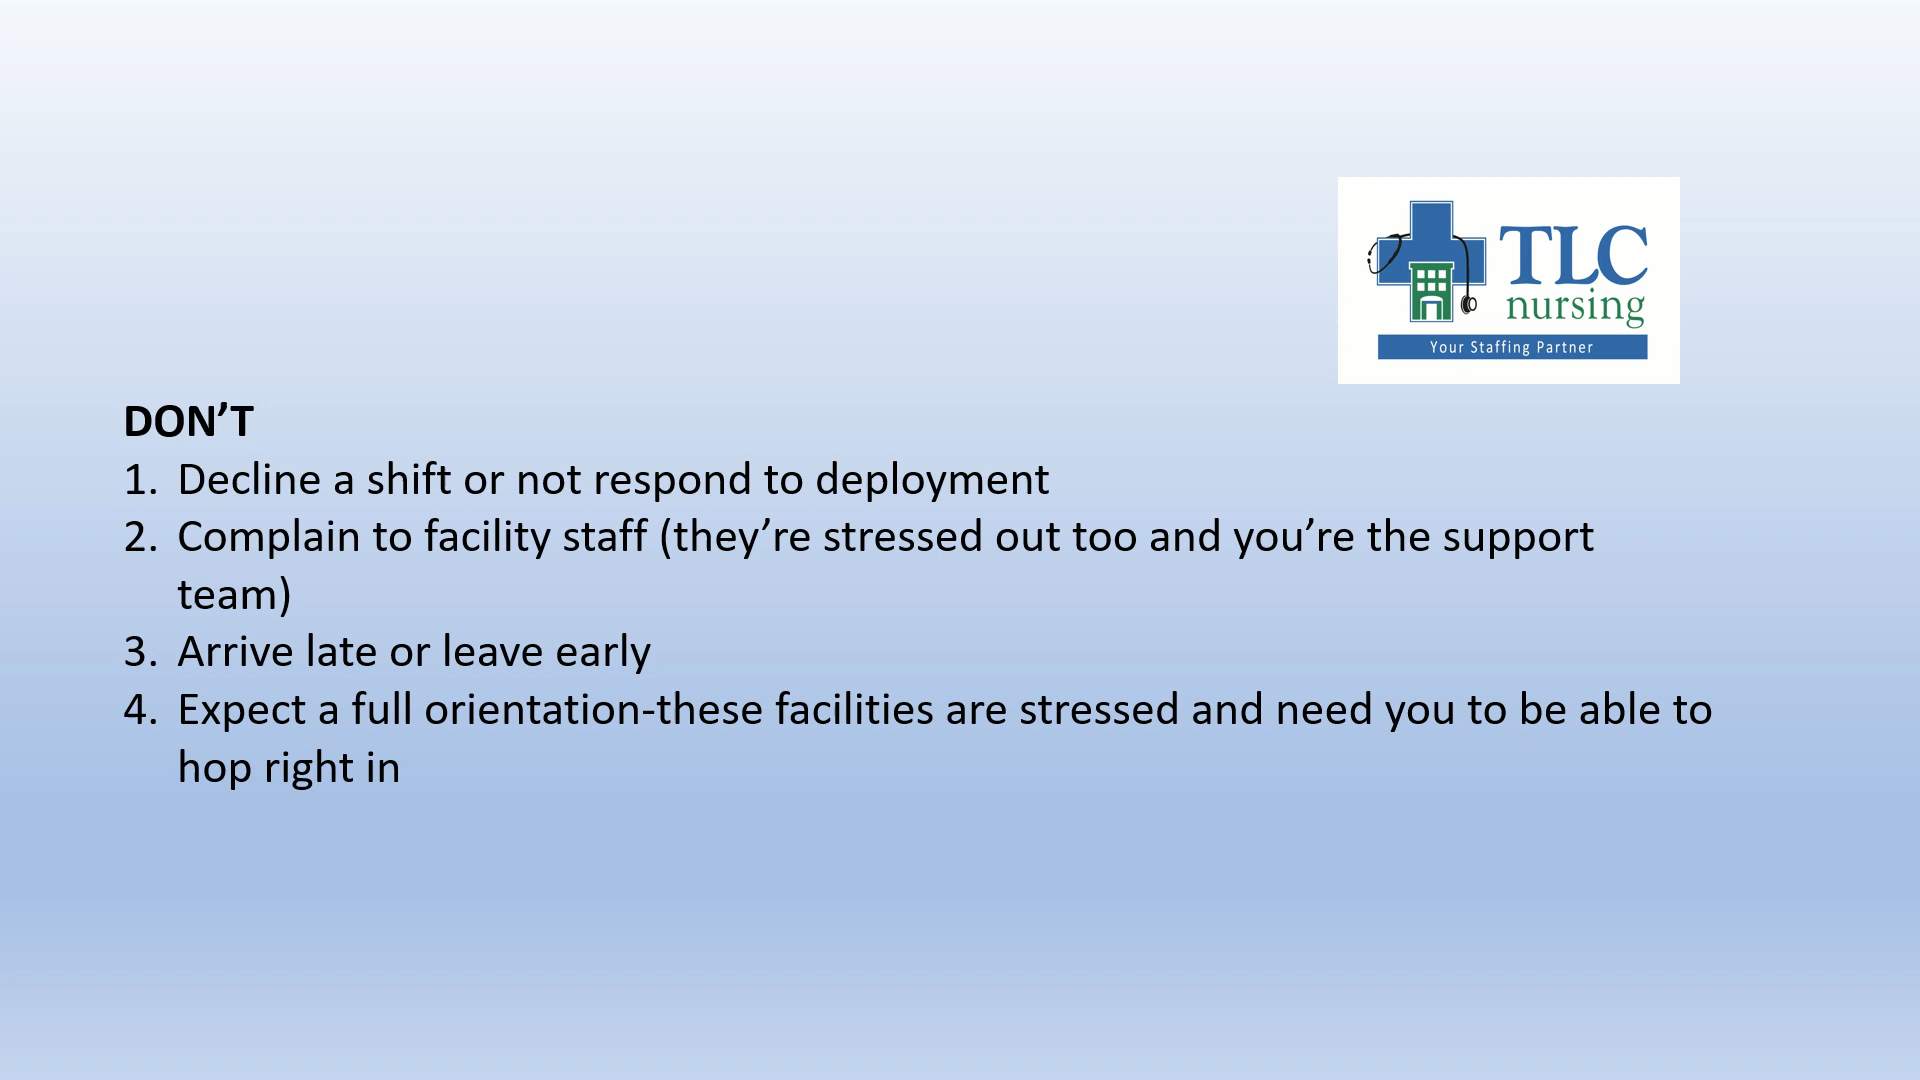 TLC
nursing
Your Staffing Partner
DON’T
1. Decline a shift or not respond to deployment
2. Complain to facility staff (they’re stressed out too and you’re the support
team)
3. Arrive late or leave early
4. Expect a full orientation-these facilities are stressed and need you to be able to
hop right in